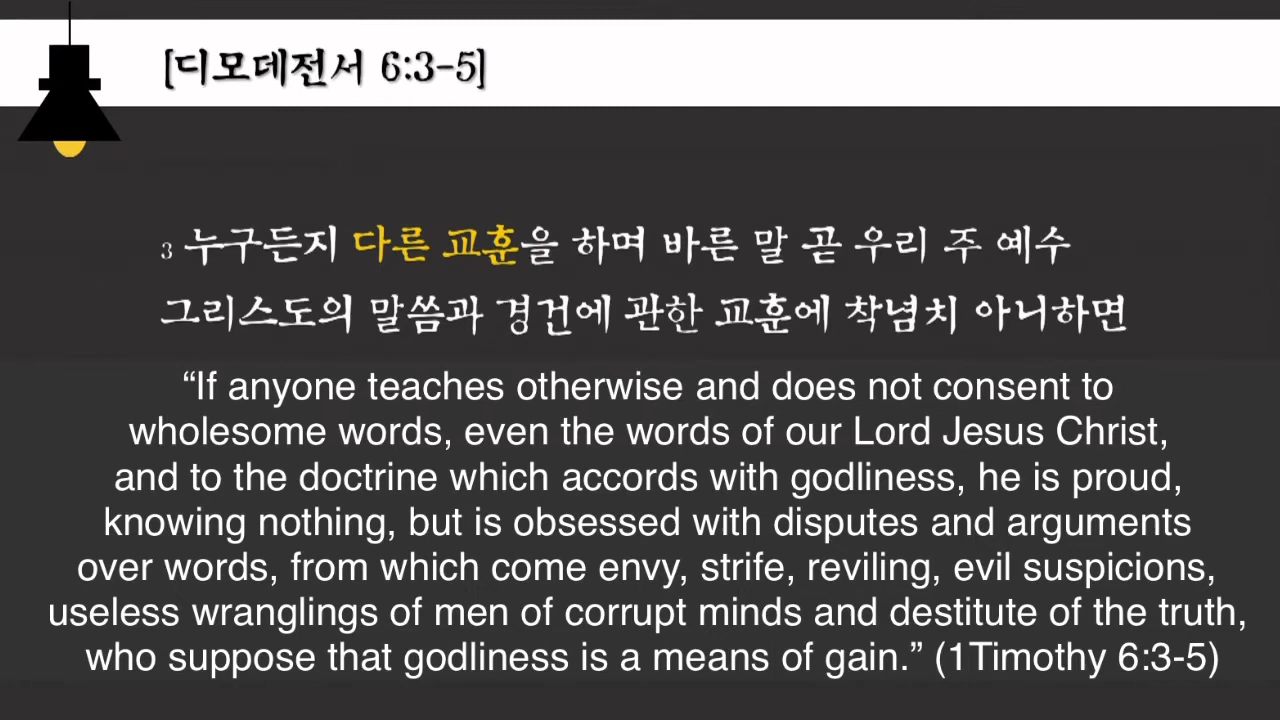 [디모데전서 6:3-5]
3 누구든지 다른 교훈을 하며 바른 말 곧 우리 주 예수
그리스도의 말씀과 경건에 관한 교훈에 착념치 아니하면
“If anyone teaches otherwise and does not consent to
wholesome words, even the words of our Lord Jesus Christ,
and to the doctrine which accords with godliness, he is proud,
knowing nothing, but is obsessed with disputes and arguments
over words, from which come envy, strife, reviling, evil suspicions,
useless wranglings of men of corrupt minds and destitute of the truth,
who suppose that godliness is a means of gain.” (1Timothy 6:3-5)